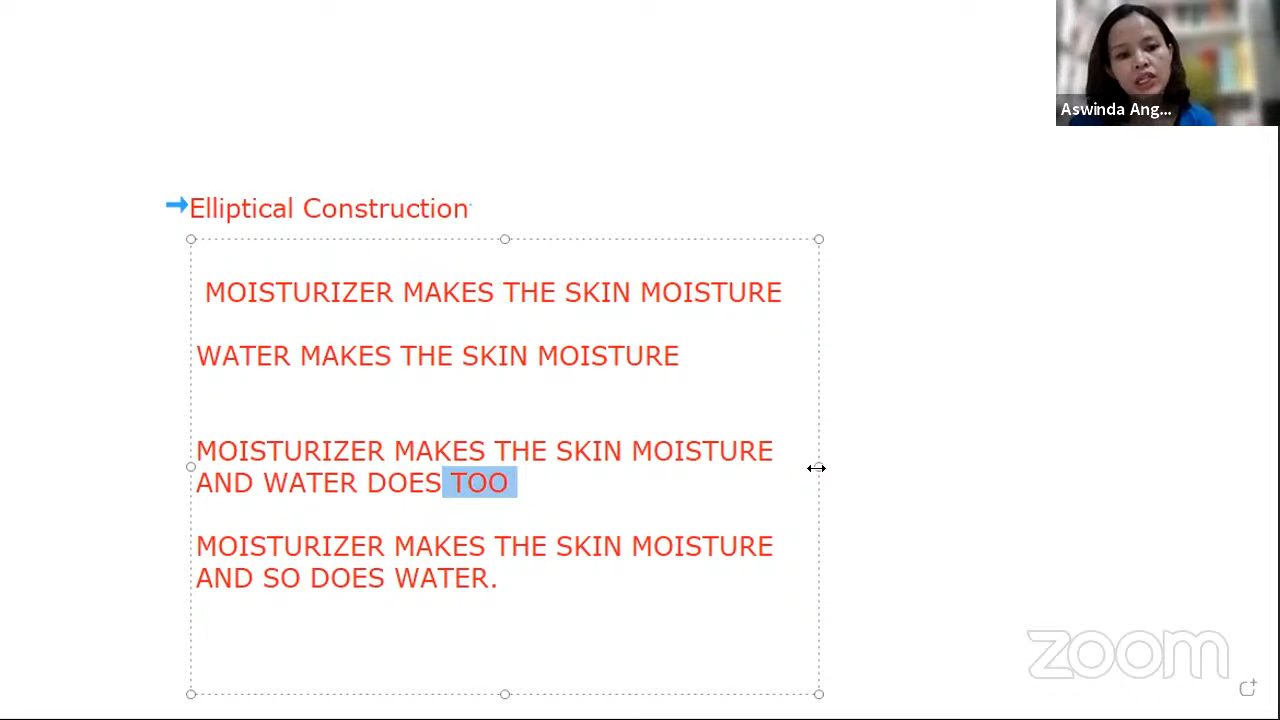 Aswinda Ang...
Elliptical Construction
MOISTURIZER MAKES THE SKIN MOISTURE
WATER MAKES THE SKIN MOISTURE
MOISTURIZER MAKES THE SKIN MOISTURE
AND WATER DOES TOO
MOISTURIZER MAKES THE SKIN MOISTURE
AND SO DOES WATER.
zoom